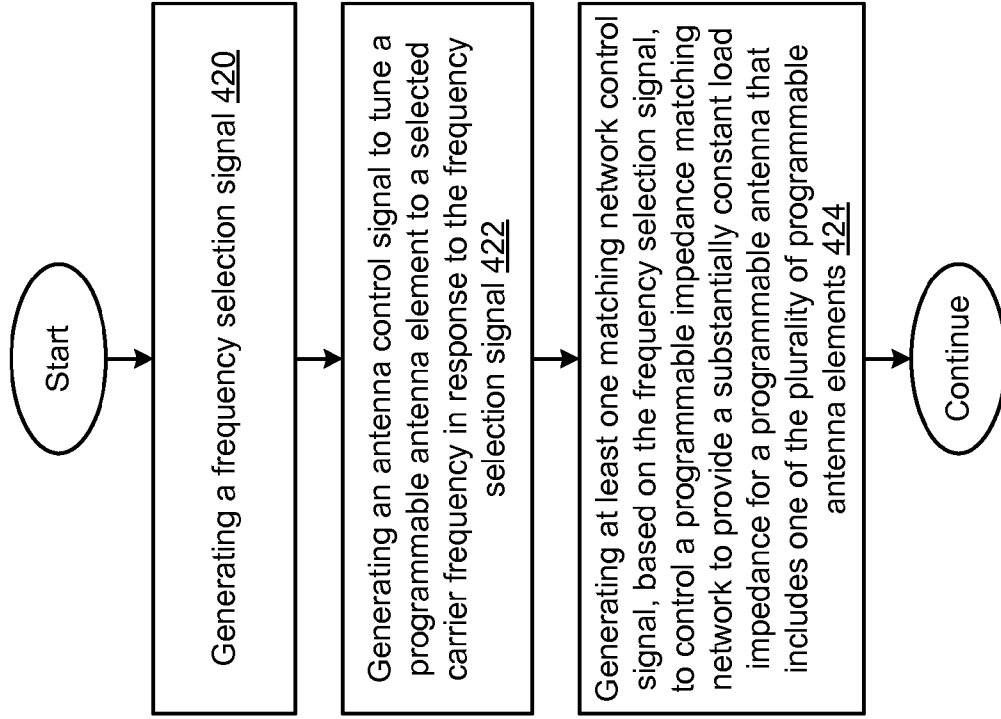 Start
Generating a frequency selection signal 420
Generating an antenna control signal to tune a
programmable antenna element to a selected
carrier frequency in response to the frequency
selection signal 422
Generating at least one matching network control
signal, based on the frequency selection signal,
to control a programmable impedance matching
network to provide a substantially constant load
impedance for a programmable antenna that
includes one of the plurality of programmable
antenna elements 424
Continue